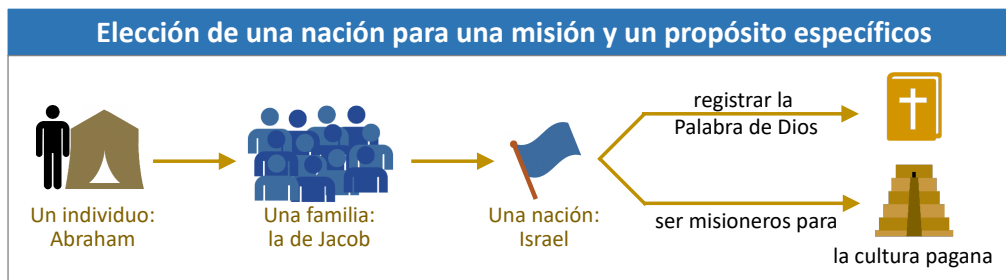 Elección de una nación para una misión y un propósito específicos
Un individuo:
Abraham
Una familia:
la de Jacob
Una nación:
Israel
registrar la
Palabra de Dios
ser misioneros para
la cultura pagana